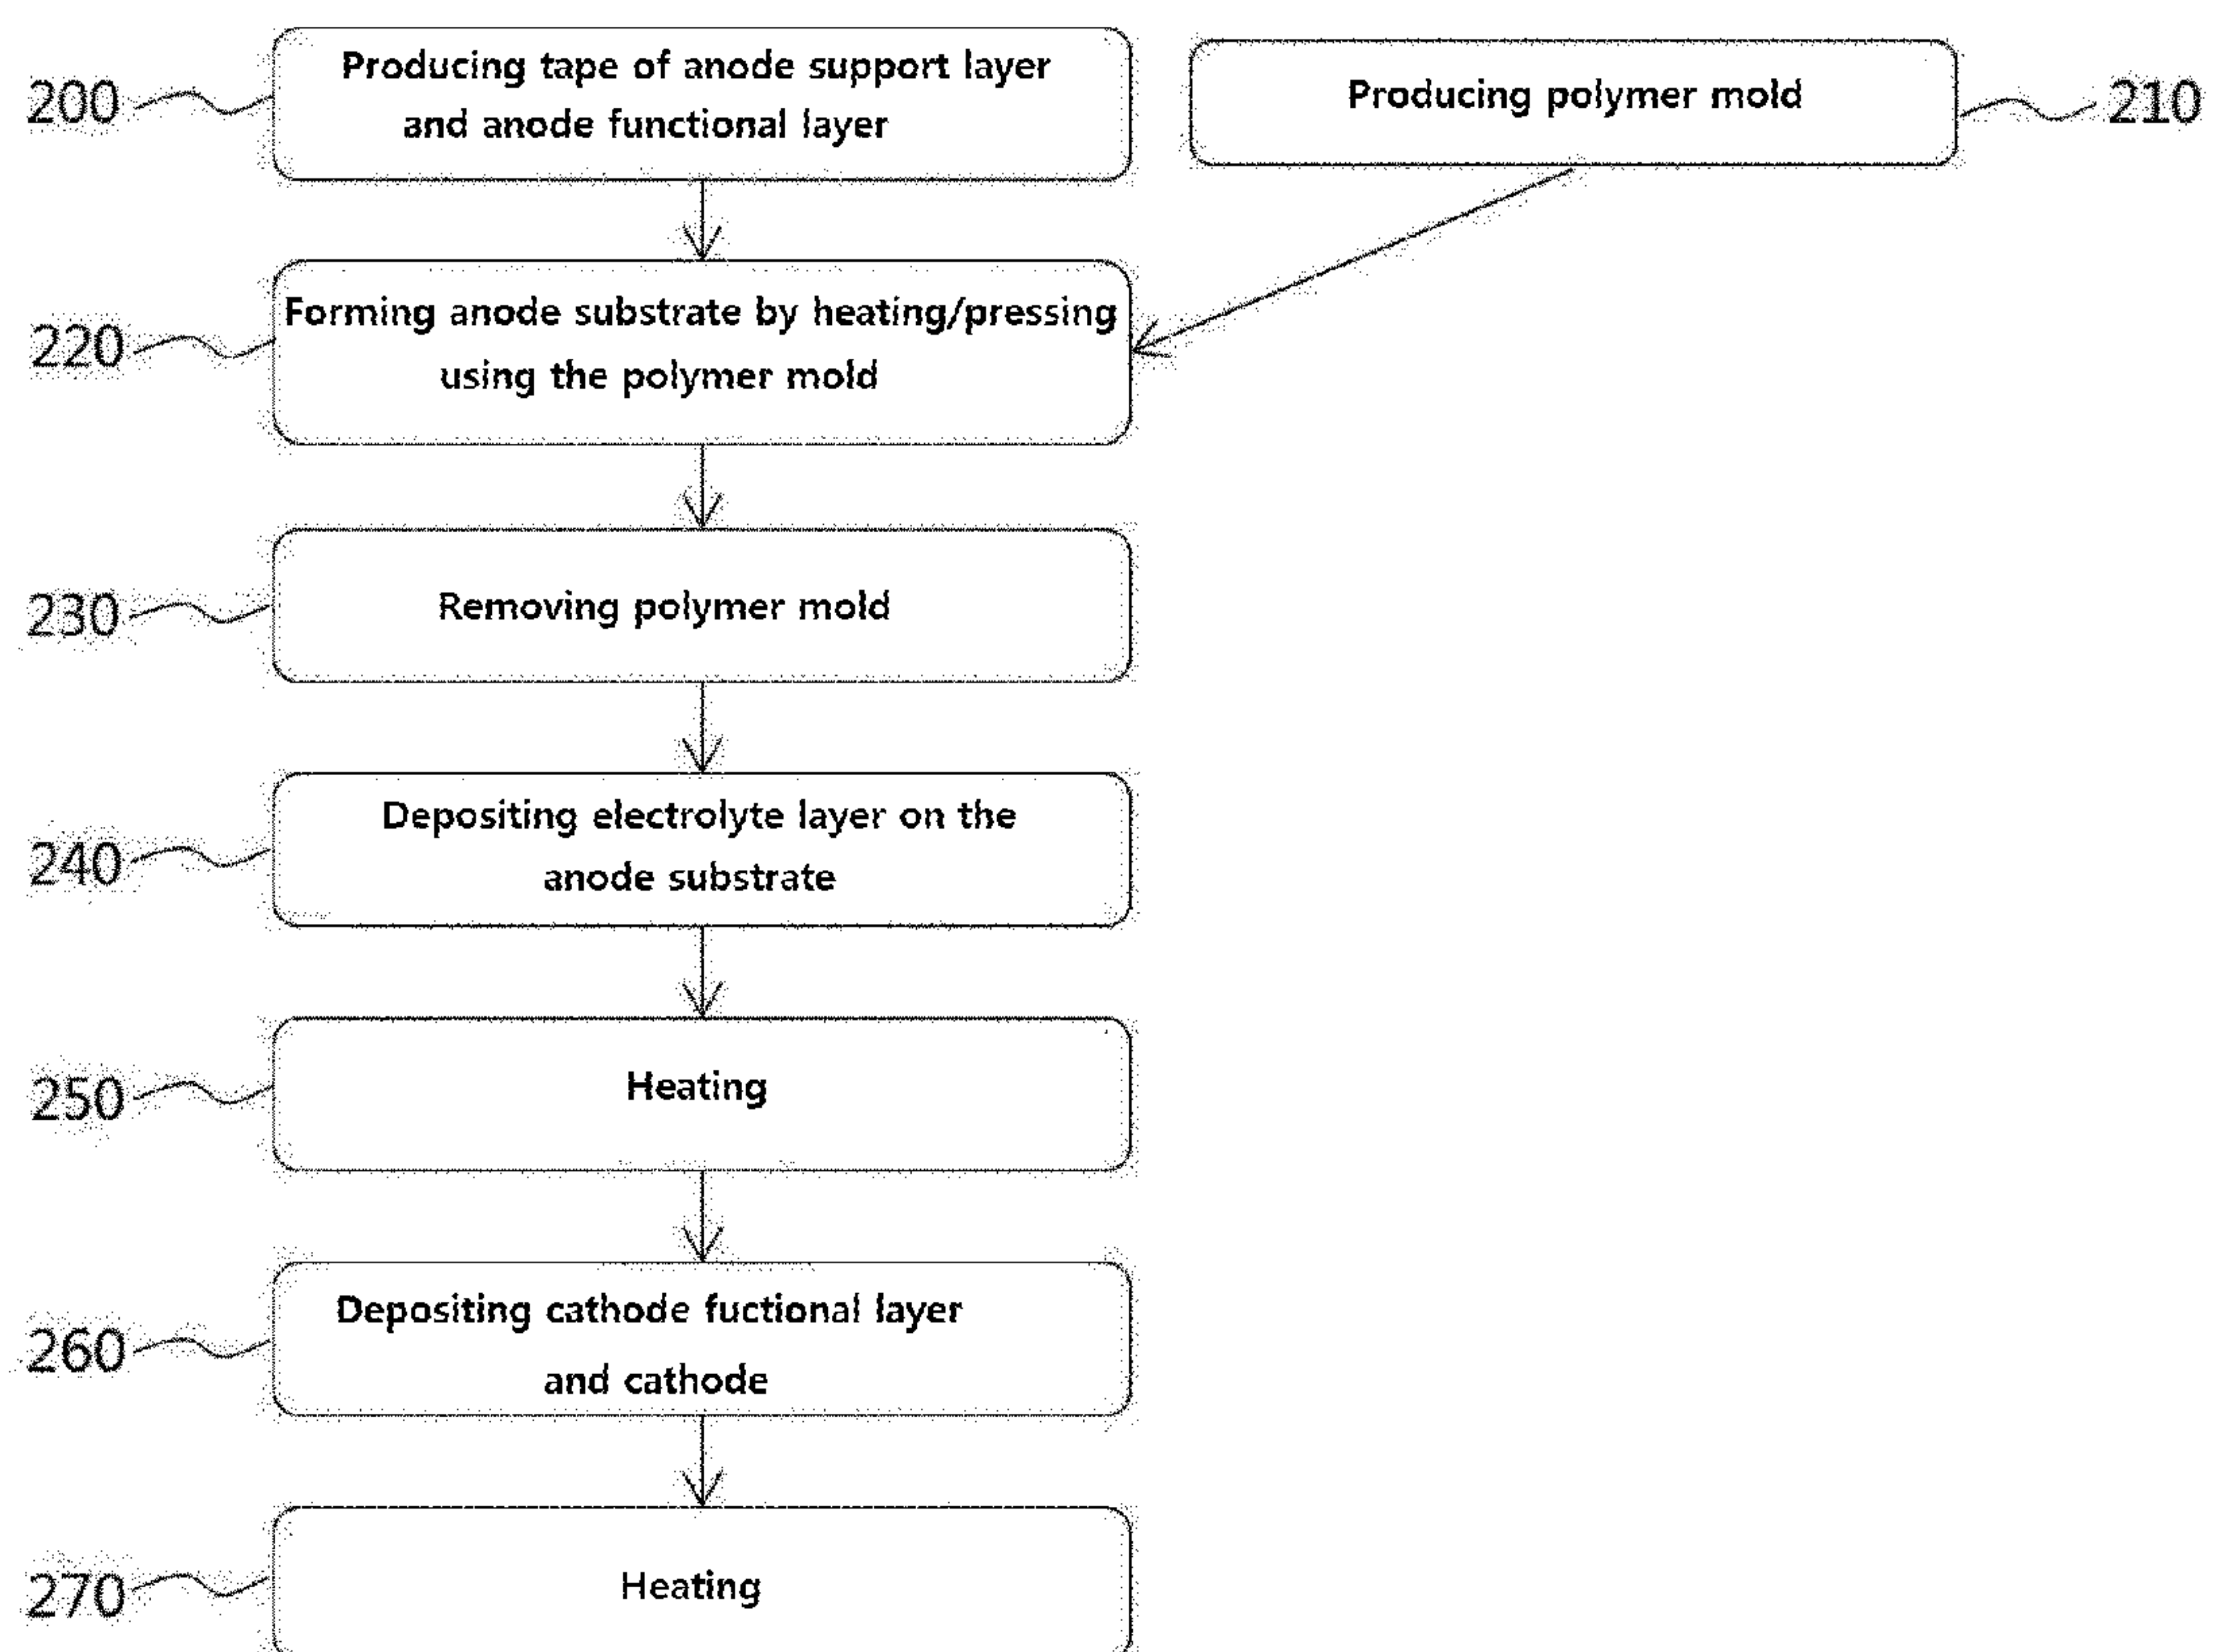 200
Producing tape of anode support layer
and anode functional layer
Producing polymer mold
210
220
Forming anode substrate by heating/pressing
using the polymer mold
230
Removing polymer mold
240
Depositing electrolyte layer on the
anode substrate
250
Heating
260
Depositing cathode fuctional layer
and cathode
270
Heating